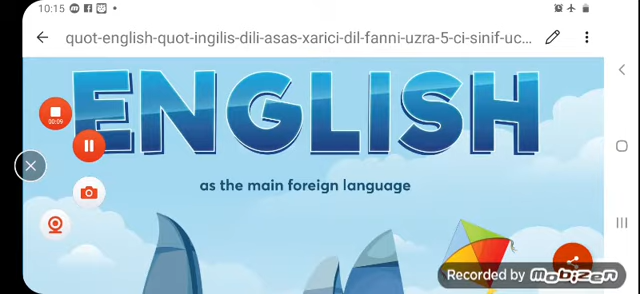 10:15
quot-english-quot-ingilis-dili-asas-xarici-dil-fanni-uzra-5-ci-sinif-uc...
ENGLISH
00:09
as the main foreign language
Recorded by mobizen